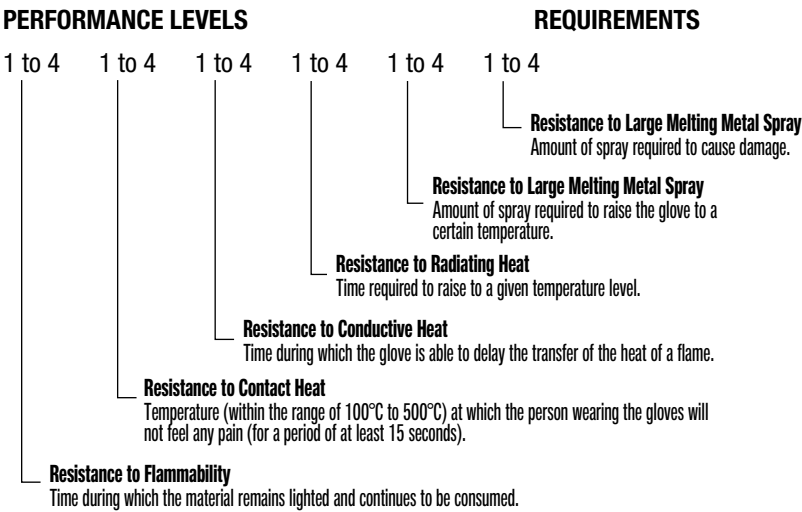 PERFORMANCE LEVELS REQUIREMENTS
1 to 4 1 to 4 1 to 4 1 to 4 1 to 4 1 to 4
Resistance to Large Melting Metal Spray
Amount of spray required to cause damage.
Resistance to Large Melting Metal Spray
Amount of spray required to raise the glove to a
certain temperature.
Resistance to Radiating Heat
Time required to raise to a given temperature level.
Resistance to Conductive Heat
Time during which the glove is able to delay the transfer of the heat of a flame.
Resistance to Contact Heat
Temperature (within the range of 100°C to 500°C) at which the person wearing the gloves will
not feel any pain (for a period of at least 15 seconds).
Resistance to Flammability
Time during which the material remains lighted and continues to be consumed.